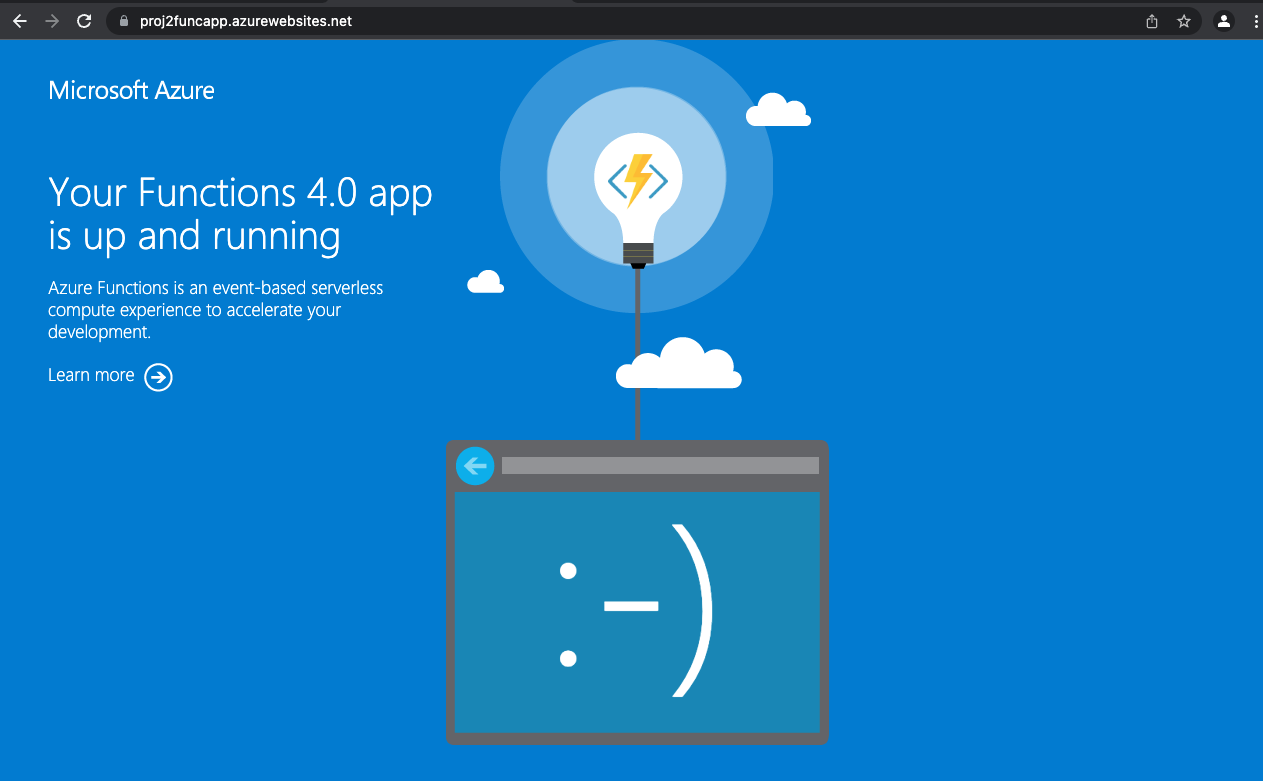 proj2funcapp.azurewebsites.net
Microsoft Azure
Your Functions 4.0 app
is up and running
Azure Functions is an event-based serverless
compute experience to accelerate your
development.
Learn more
:-)